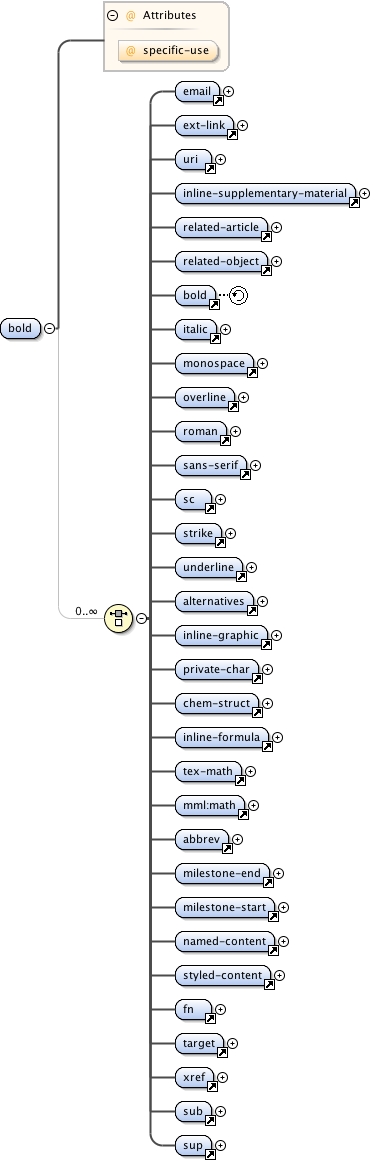 Attributes
@ specific-use
email
ext-link
uri
inline-supplementary-material
related-article
related-object
bold
italic
bold
monospace
overline
roman
sans-serif
sc
strike
underline
alternatives
0..∞
inline-graphic
private-char
chem-struct
inline-formula
tex-math
mml:math
abbrev
milestone-end
milestone-start
named-content
styled-content
fn
target
xref
sub
sup